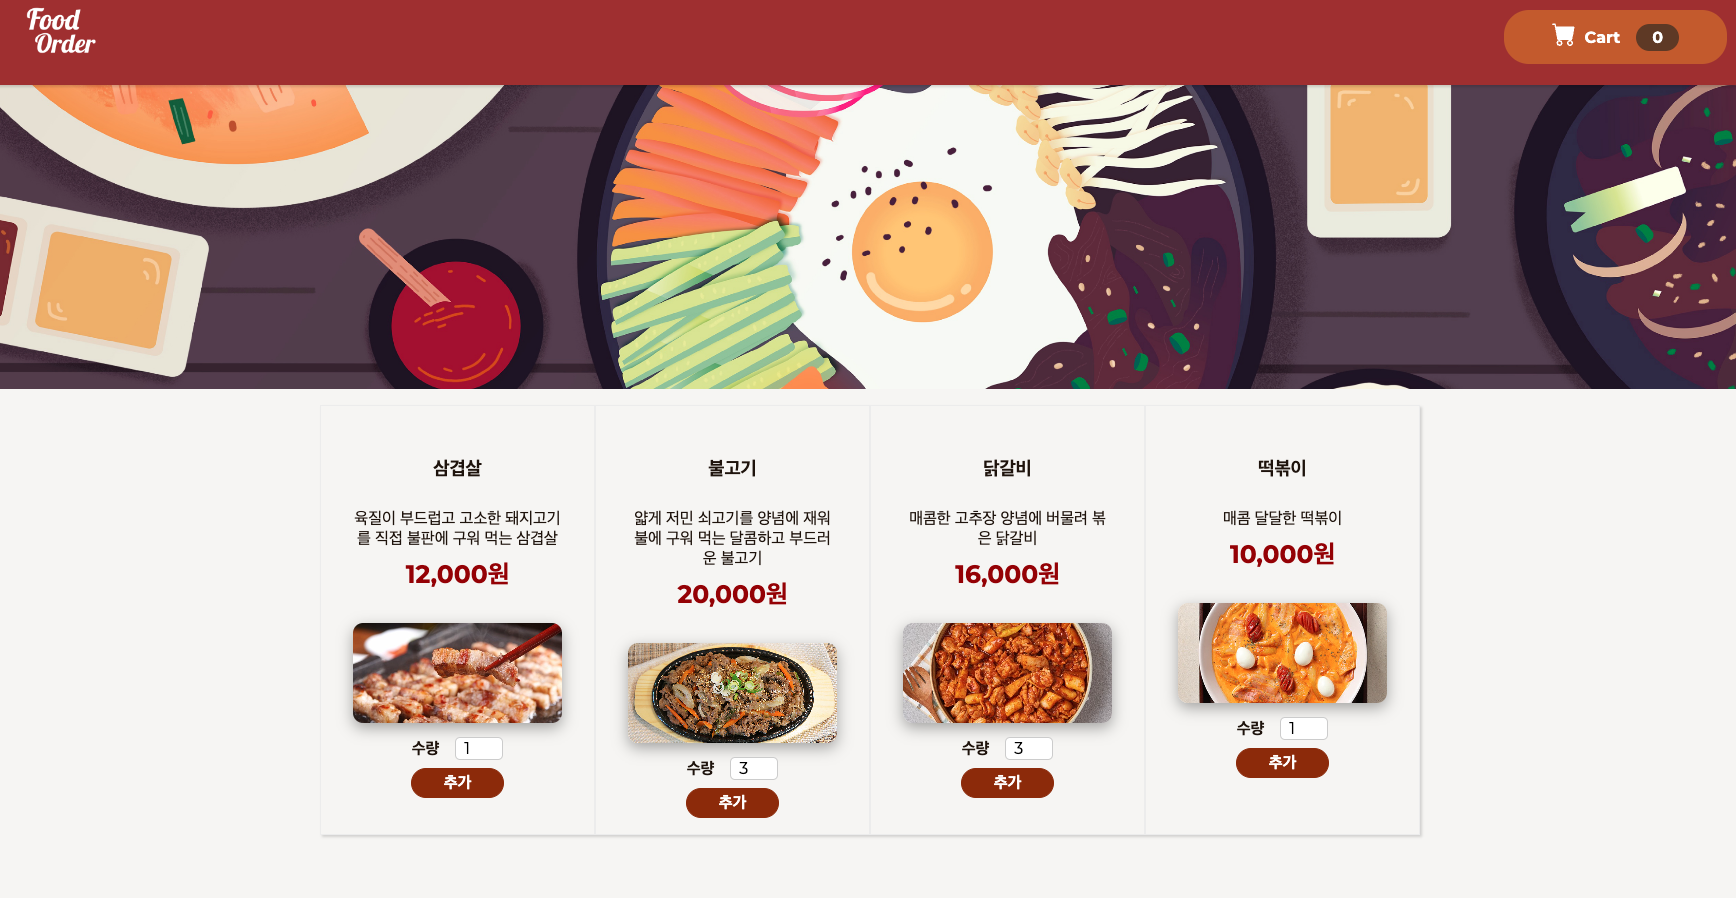 Food
Order
Cart 0
삼겹살
육질이 부드럽고 고소한 돼지고기
를 직접 불판에 구워 먹는 삼겹살
12,000원
수량 1
추가
불고기
얇게 저민 쇠고기를 양념에 재워
불에 구워 먹는 달콤하고 부드러
운 불고기
20,000원
수량 3
추가
닭갈비
매콤한 고추장 양념에 버물려 볶
은 닭갈비
16,000원
수량 3
추가
떡볶이
매콤 달달한 떡볶이
10,000원
수량 1
추가